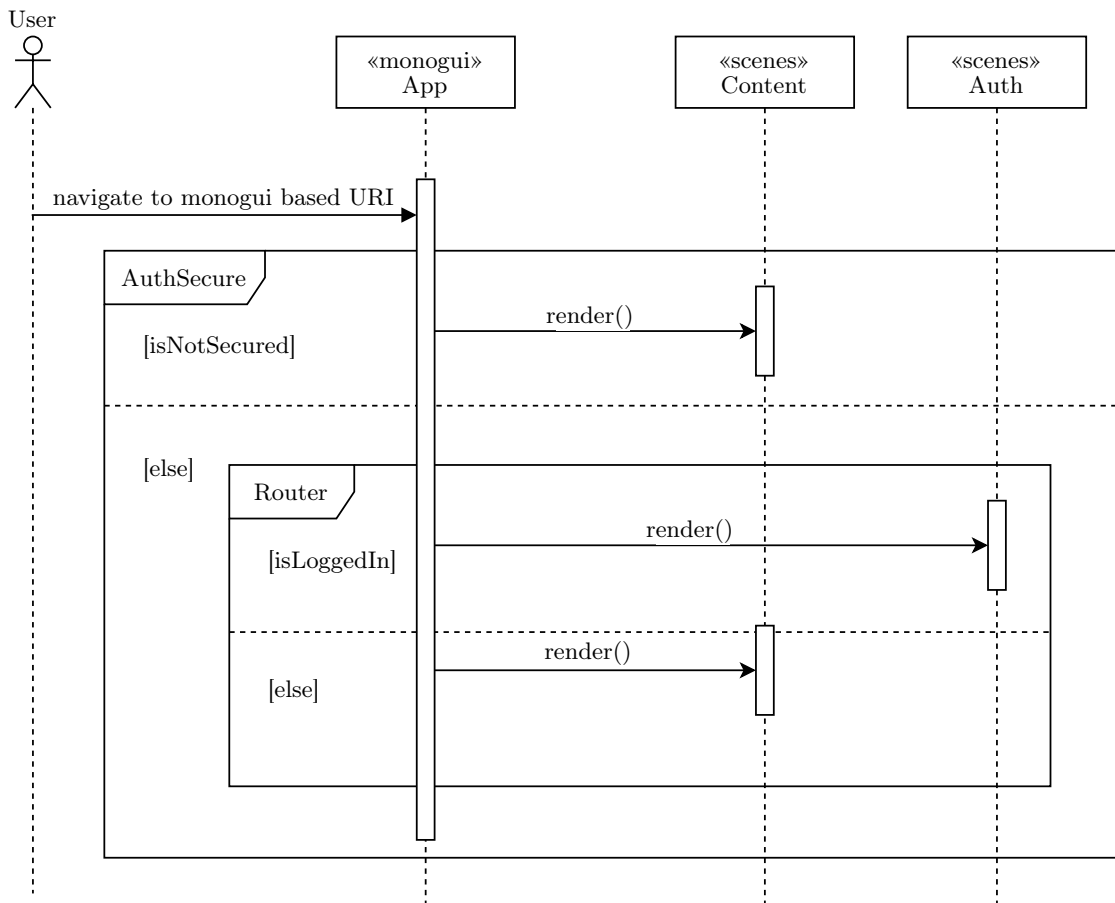 User
«monogui»
App
«scenes»
Content
«scenes»
Auth
navigate to monogui based URI
AuthSecure
render()
[isNotSecured]
[else]
Router
render()
[isLoggedIn]
render()
[else]